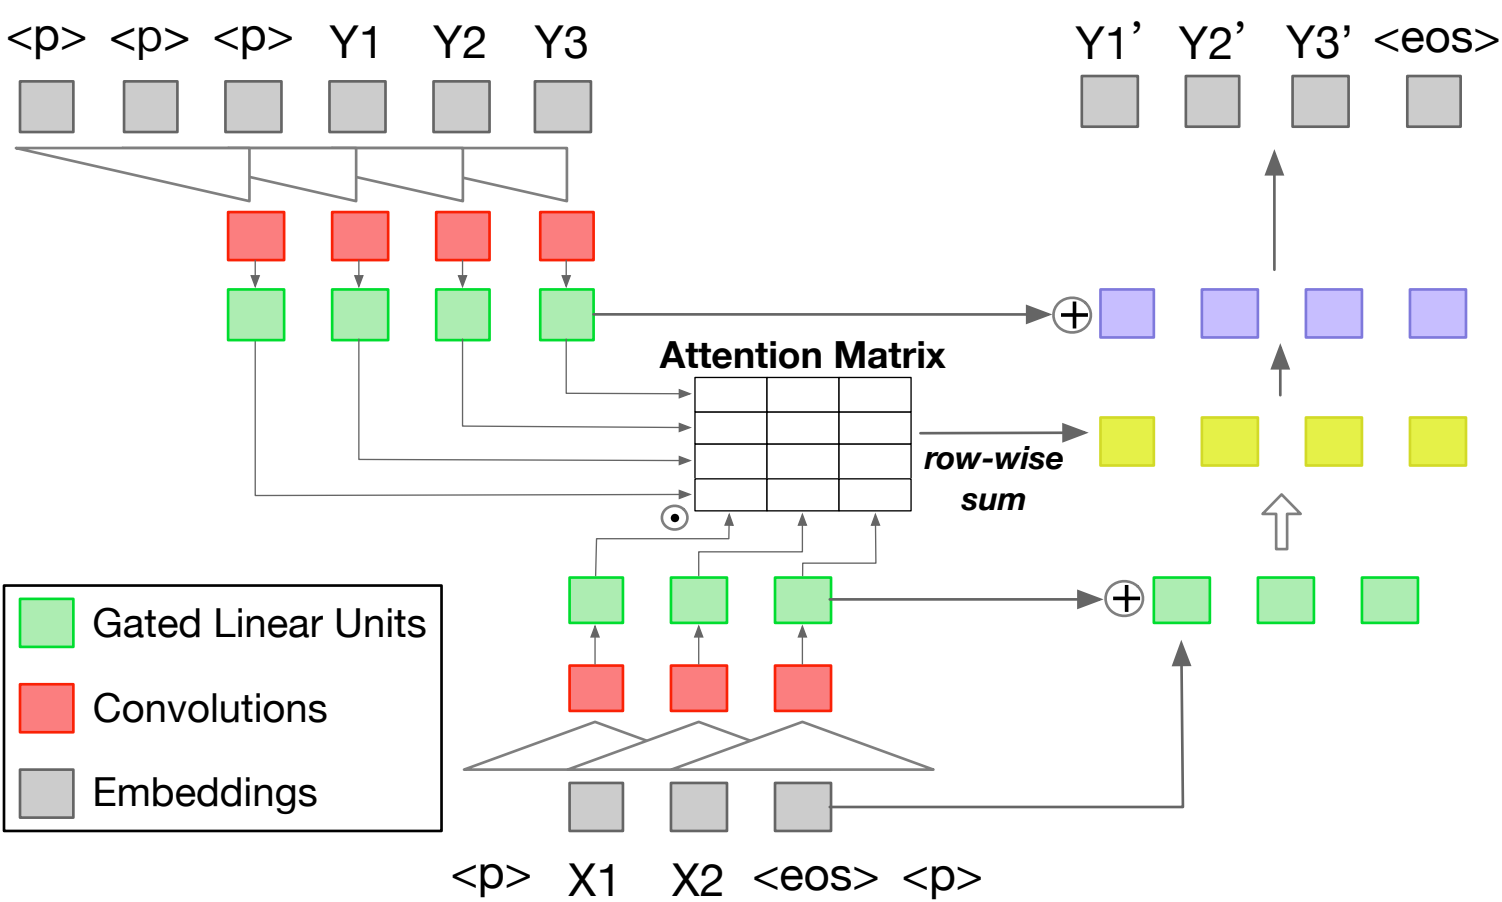 <p> <p> <p> Y1 Y2 Y3
Y1’ Y2’ Y3’ <eos>
Attention Matrix
row-wise
sum
Gated Linear Units
Convolutions
Embeddings
<p> X1 X2 <eos> <p>